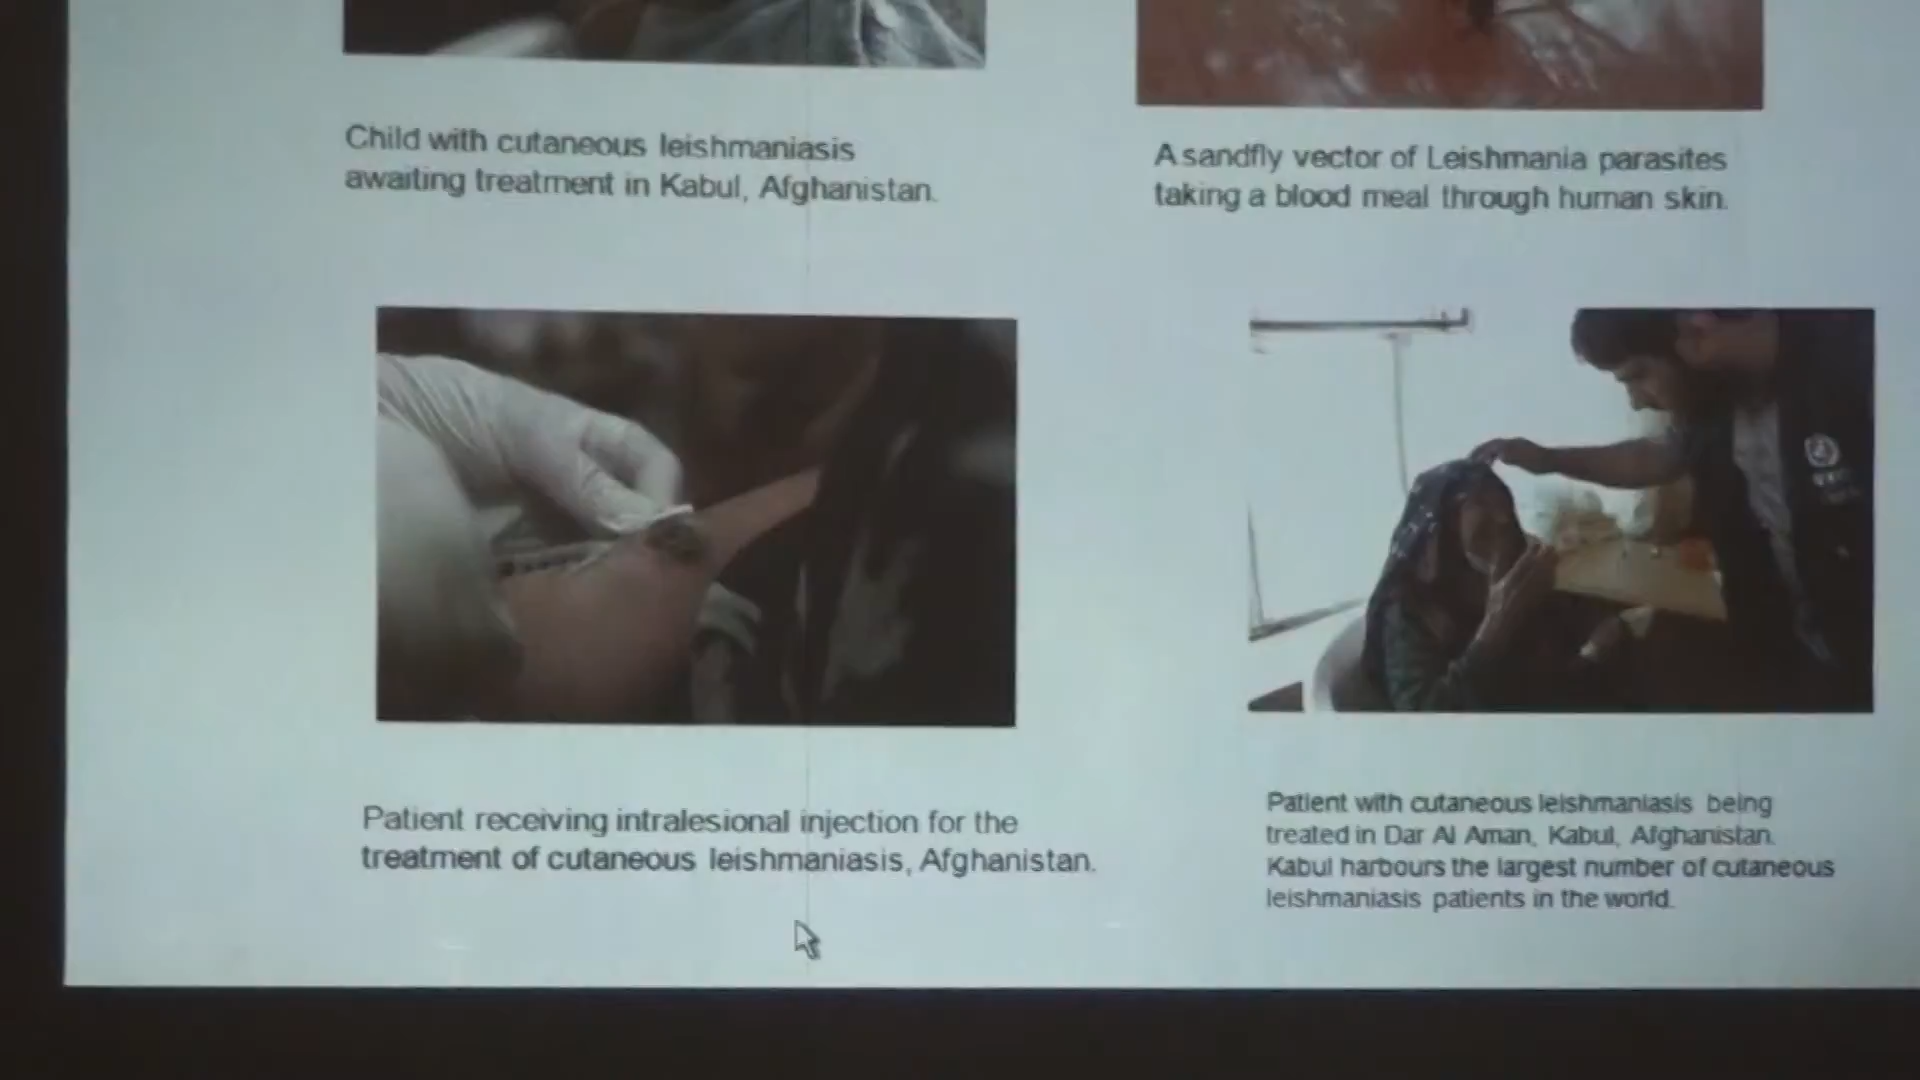 Child with cutaneous leishmaniasis
awaiting treatment in Kabul, Afghanistan.
A sandfly vector of Leishmania parasites
taking a blood meal through human skin.
Patient receiving intralesional injection for the
treatment of cutaneous leishmaniasis, Afghanistan.
Patient with cutaneous leishmaniasis being
treated in Dar Al Aman, Kabul, Afghanistan.
Kabul harbours the largest number of cutaneous
leishmaniasis patients in the world.